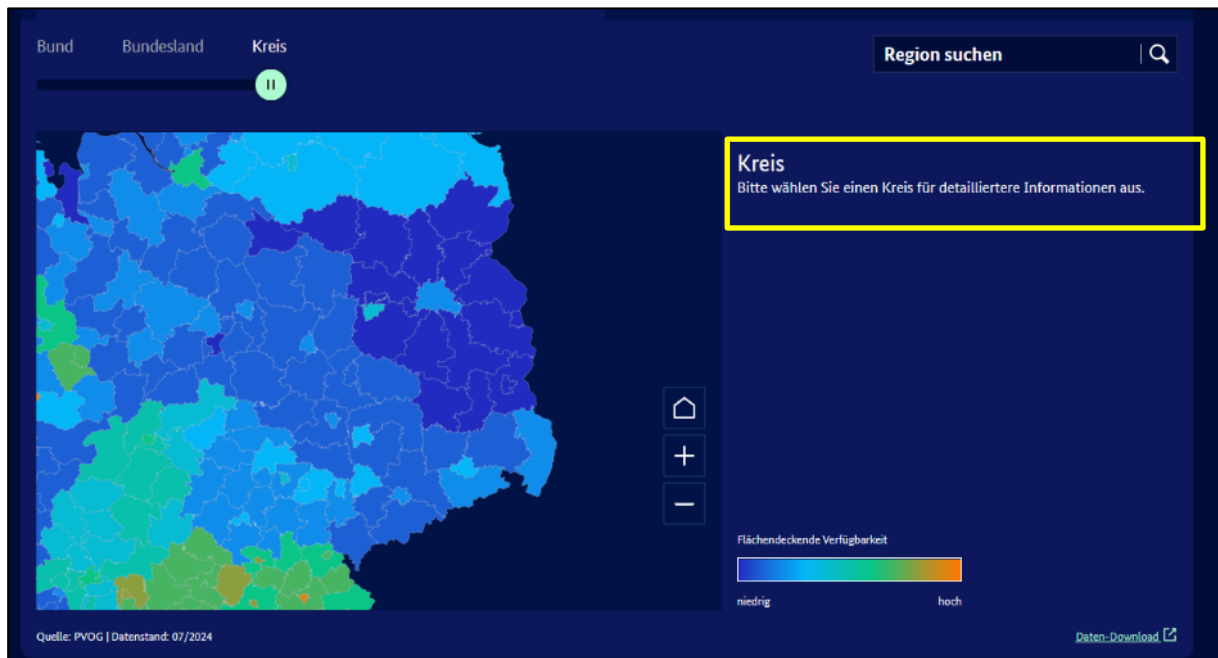 Bund Bundesland Kreis
Region suchen
Kreis
Bitte wählen Sie einen Kreis für detailliertere Informationen aus.
Flächendeckende Verfügbarkeit
niedrig hoch
Quelle: PVOG | Datenstand: 07/2024
Daten-Download